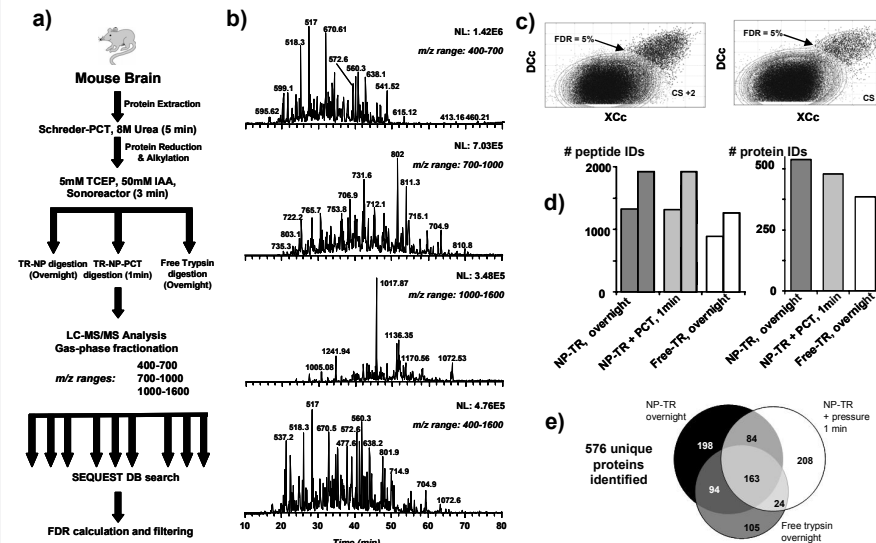 a)
Mouse Brain
Protein Extraction
Schreder-PCT, 8M Urea (5 min)
Protein Reduction
& Alkylation
5mM TCEP, 50mM IAA,
Sonoreactor (3 min)
TR-NP digestion
(Overnight)
TR-NP-PCT
digestion (1min)
Free Trypsin
digestion
(Overnight)
LC-MS/MS Analysis
Gas-phase fractionation
400-700
m/z ranges: 700-1000
1000-1600
SEQUEST DB search
FDR calculation and filtering
b)
NL: 1.42E6
m/z range: 400-700
517
670.61
518.3
572.6
560.3
638.1
599.1
541.52
595.62
615.12
413.16
460.21
10 20 30 40 50 60 70 80
NL: 7.03E5
m/z range: 700-1000
802
731.6
811.3
706.9
765.7
753.8
712.1
722.2
715.1
803.1
704.9
735.3
810.8
NL: 3.48E5
m/z range: 1000-1600
1017.87
1136.35
1241.94
1170.56
1072.53
1005.08
NL: 4.76E5
m/z range: 400-1600
517
560.3
518.3
670.5
572.6
537.2
477.6
638.2
801.9
714.9
704.9
1072.6
10 20 30 40 50 60 70 80
Time (min)
c)
FDR = 5%
DCc
CS +2
XCc
FDR = 5%
DCc
CS
XCc
d)
# peptide IDs
2000
1000
0
NP-TR, overnight
NP-TR + PCT, 1min
Free-TR, overnight
# protein IDs
500
250
0
NP-TR, overnight
NP-TR + PCT, 1min
Free-TR, overnight
e)
576 unique
proteins
identified
NP-TR
overnight
NP-TR
+ pressure
1 min
198
84
208
163
94
24
105
Free trypsin
overnight